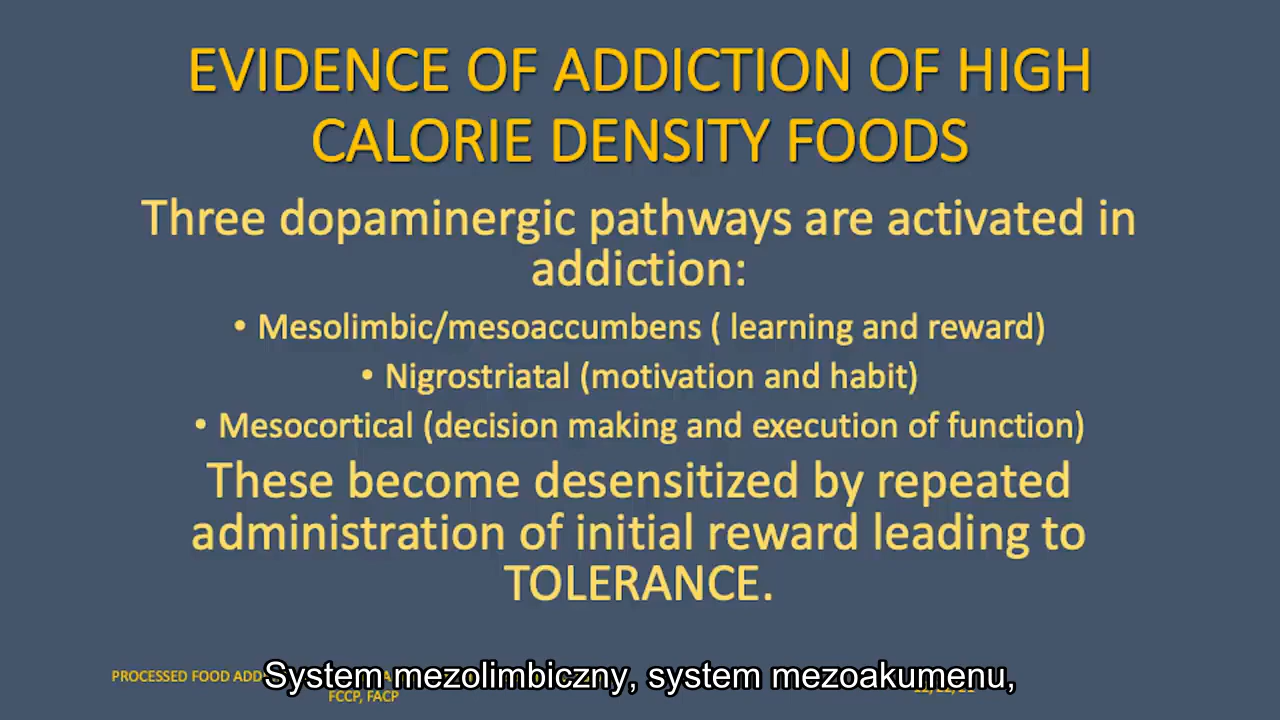 EVIDENCE OF ADDICTION OF HIGH
CALORIE DENSITY FOODS
Three dopaminergic pathways are activated in
addiction:
• Mesolimbic/mesoaccumbens ( learning and reward)
• Nigrostriatal (motivation and habit)
• Mesocortical (decision making and execution of function)
These become desensitized by repeated
administration of initial reward leading to
TOLERANCE.
PROCESSED FOOD
FCCP, FACP
System mezolimbiczny, system mezoakumenu,